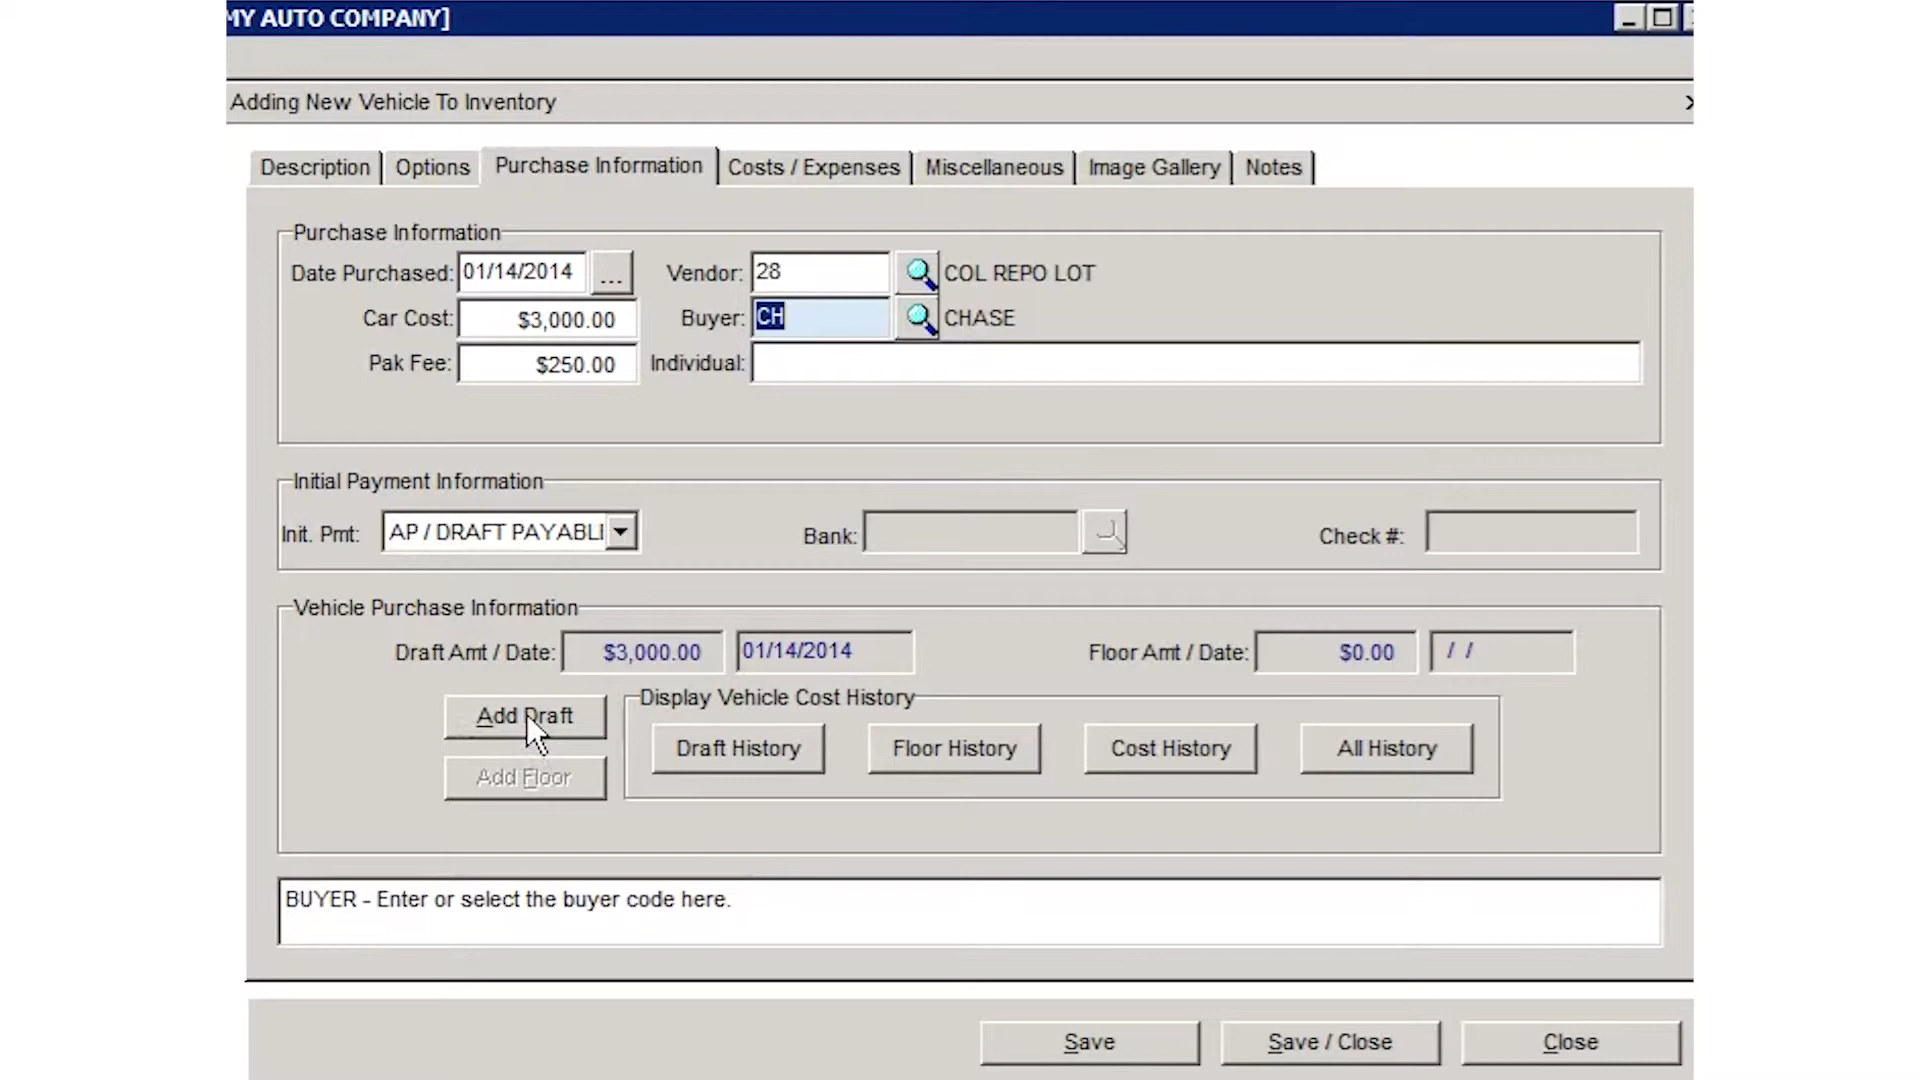 MY AUTO COMPANY]
Adding New Vehicle To Inventory
Description Options Purchase Information Costs / Expenses Miscellaneous Image Gallery Notes
Purchase Information
Date Purchased: 01/14/2014 ... Vendor: 28 COL REPO LOT
Car Cost: $3,000.00 Buyer: CH CHASE
Pak Fee: $250.00 Individual:
Initial Payment Information
Init. Pmt: AP / DRAFT PAYABL Bank: Check #:
Vehicle Purchase Information
Draft Amt / Date: $3,000.00 01/14/2014 Floor Amt / Date: $0.00 / /
Add Draft Display Vehicle Cost History
Draft History Floor History Cost History All History
Add Floor
BUYER - Enter or select the buyer code here.
Save Save / Close Close